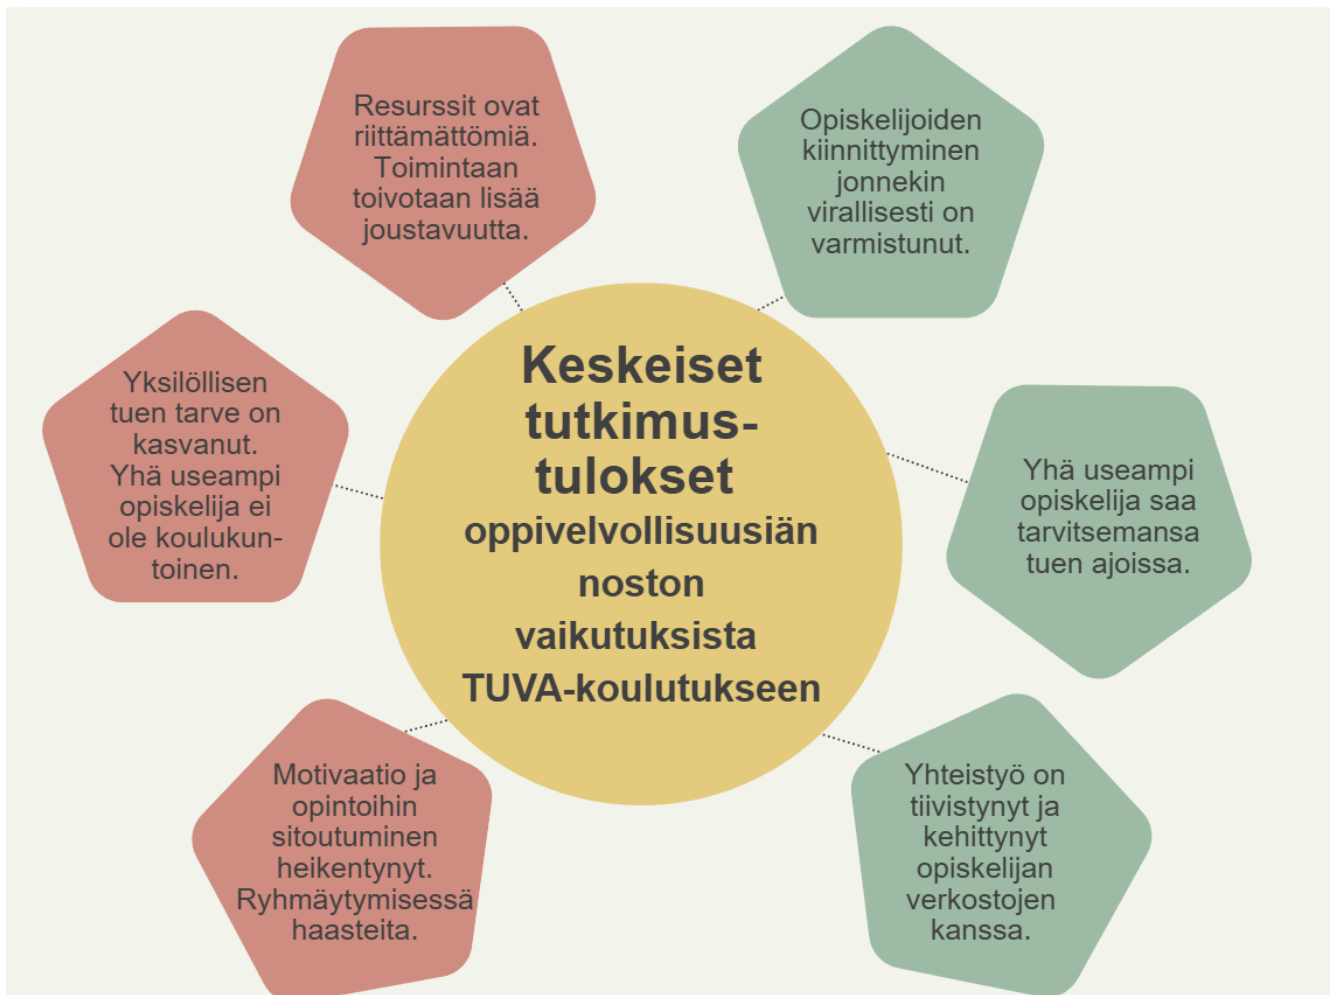 Resurssit ovat
riittämättömiä.
Toimintaan
toivotaan lisää
joustavuutta.
Opiskelijoiden
kiinnittyminen
jonnekin
virallisesti on
varmistunut.
Keskeiset
tutkimus-
tulokset
oppivelvollisuusiän
noston
vaikutuksista
TUVA-koulutukseen
Yksilöllisen
tuen tarve on
kasvanut.
Yhä useampi
opiskelija ei
ole koulukun-
toinen.
Yhä useampi
opiskelija saa
tarvitsemansa
tuen ajoissa.
Motivaatio ja
opintoihin
sitoutuminen
heikentynyt.
Ryhmäytymisessä
haasteita.
Yhteistyö on
tiivistynyt ja
kehittynyt
opiskelijan
verkostojen
kanssa.